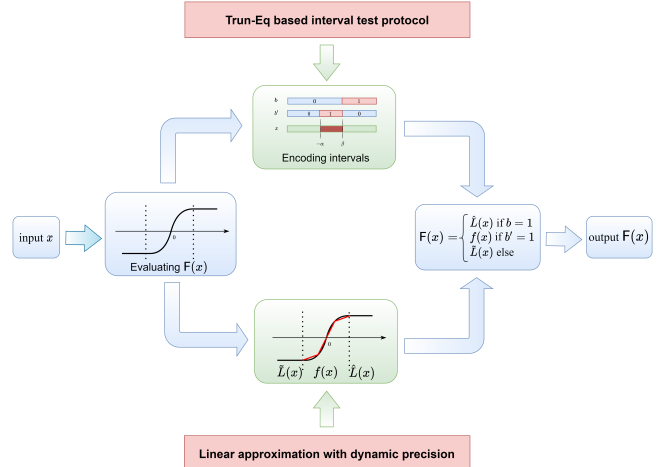 Trun-Eq based interval test protocol
b 0 1
b′ 0 1 0
x
−α β
Encoding intervals
input x
0
Evaluating F(x)
F(x) = { L̂(x) if b = 1
f(x) if b′ = 1
L̃(x) else
output F(x)
0
L̃(x) f(x) L̂(x)
Linear approximation with dynamic precision